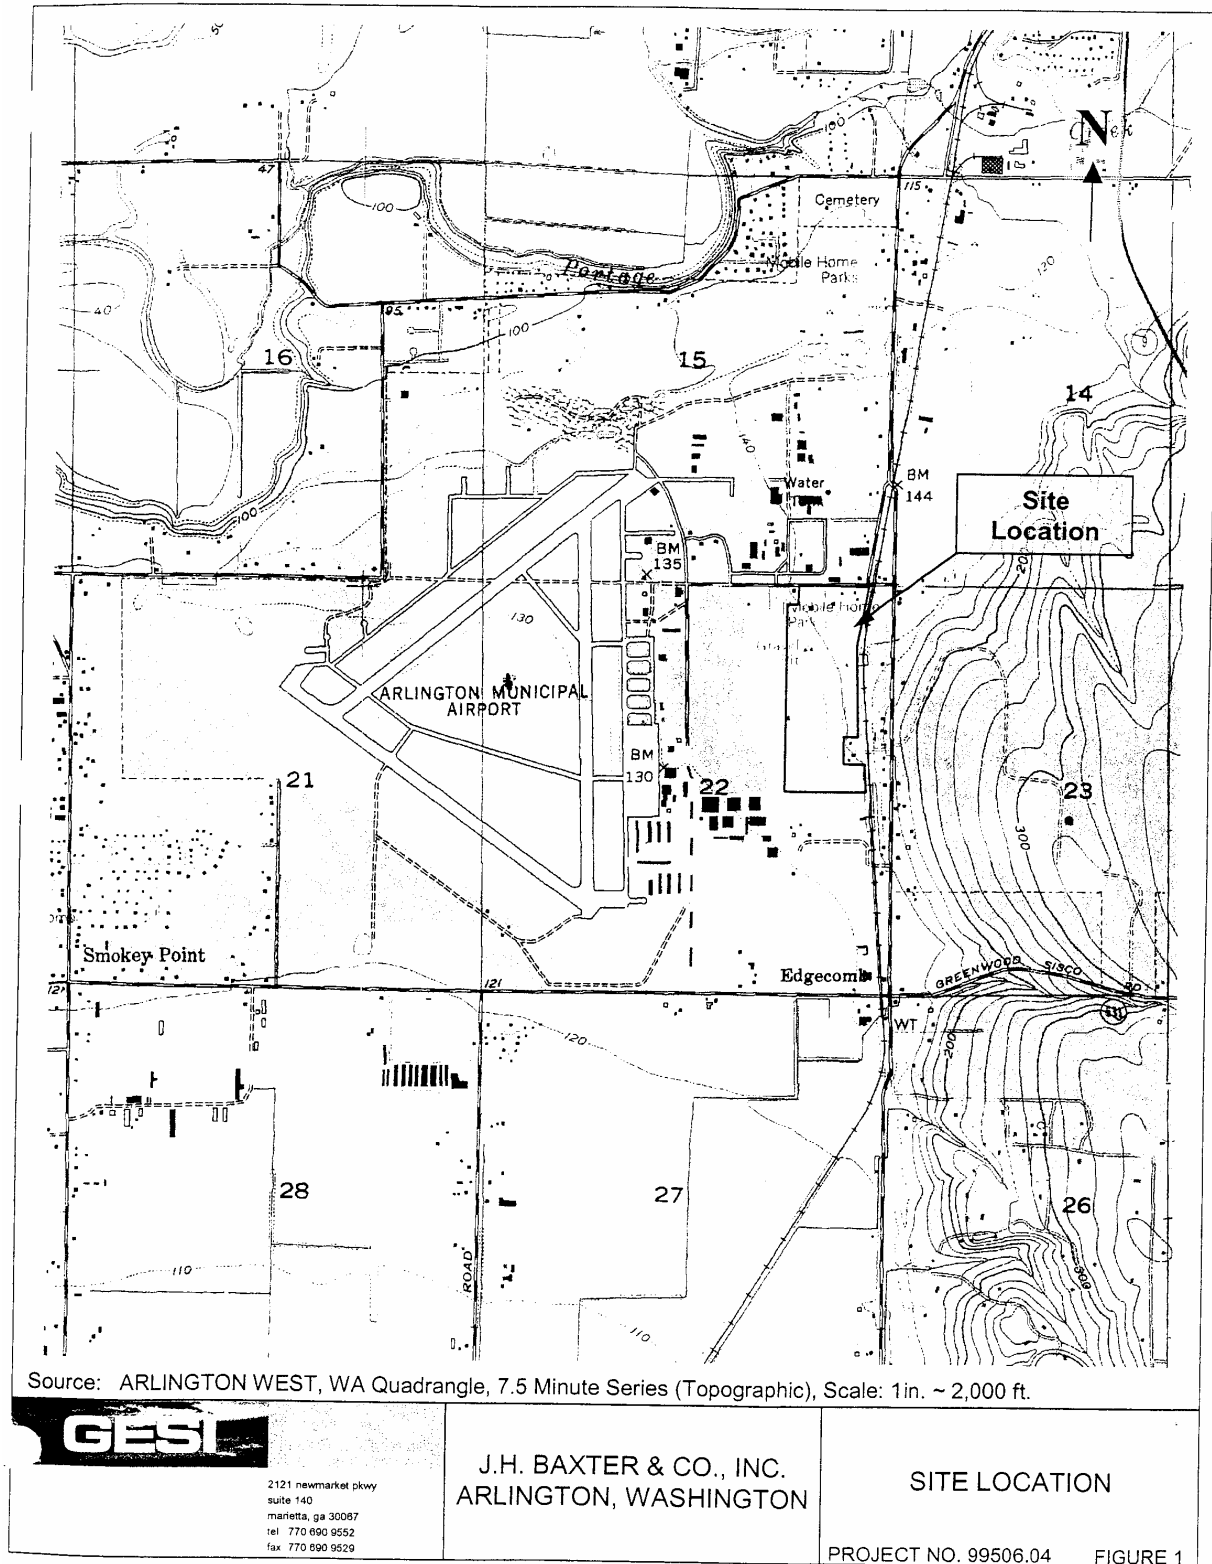 100
N
Creek
47
115
Cemetery
100
Portage
Mobile Home
Parks
120
40
95
100
16
15
14
140
Water
BM
144
Site
Location
100
BM
135
200
130
Mobile Home
Park
ARLINGTON MUNICIPAL
AIRPORT
BM
130
21
22
23
300
Smokey Point
Edgecomb
GREENWOOD SISCO RD
121
121
531
WT
120
200
28
27
26
110
ROAD
300
110
Source: ARLINGTON WEST, WA Quadrangle, 7.5 Minute Series (Topographic), Scale: 1in. ~ 2,000 ft.
GESI
2121 newmarket pkwy
suite 140
marietta, ga 30067
tel 770 690 9552
fax 770 690 9529
J.H. BAXTER & CO., INC.
ARLINGTON, WASHINGTON
SITE LOCATION
PROJECT NO. 99506.04 FIGURE 1